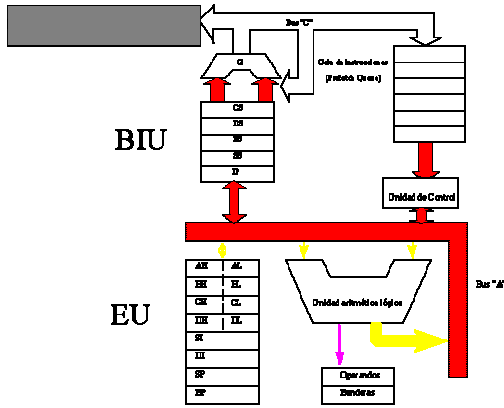 Bus "C"
Cola de Instrucciones
(Prefetch Queue)
CS
DS
ES
SS
IP
BIU
Unidad de Control
AH AL
BH BL
CH CL
DH DL
SI
DI
SP
BP
EU
Unidad aritmético lógico
Bus "A"
Operandos
Banderas